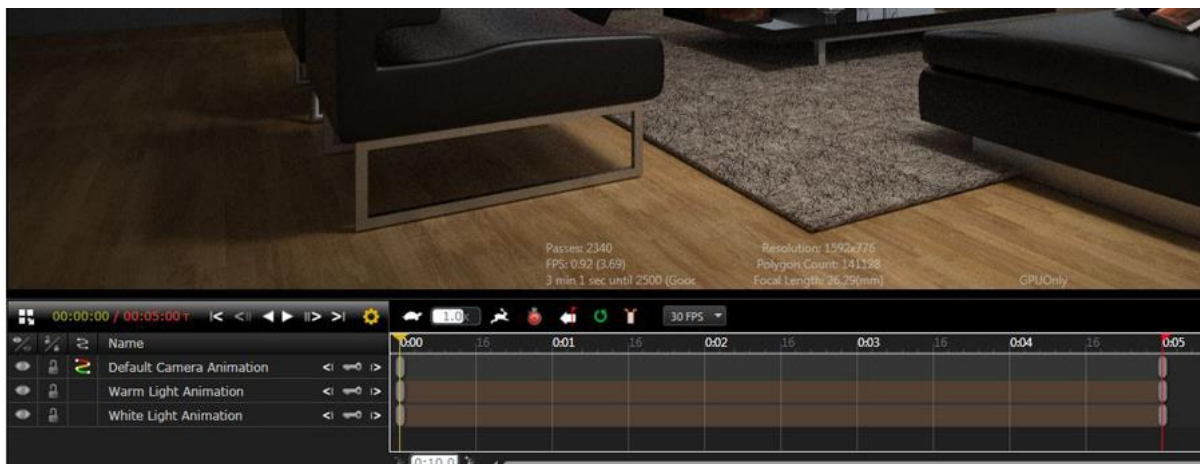 Passes: 2340
FPS: 0.92 (3.69)
3 min 1 sec until 2500 (Gooc
Resolution: 1592x776
Polygon Count: 141128
Focal Length: 26.29(mm)
GPUOnly
00:00:00 / 00:05:00 T
1.0x
30 FPS
Name
0:00 16 0:01 16 0:02 16 0:03 16 0:04 16 0:05
Default Camera Animation
Warm Light Animation
White Light Animation
0:10.0